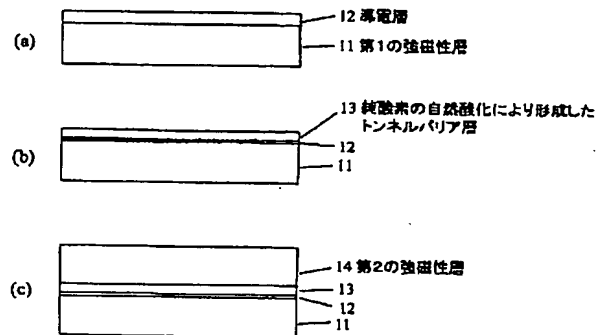 (a)
12 導電層
11 第1の強磁性層
(b)
13 純酸素の自然酸化により形成した
トンネルバリア層
12
11
(c)
14 第2の強磁性層
13
12
11